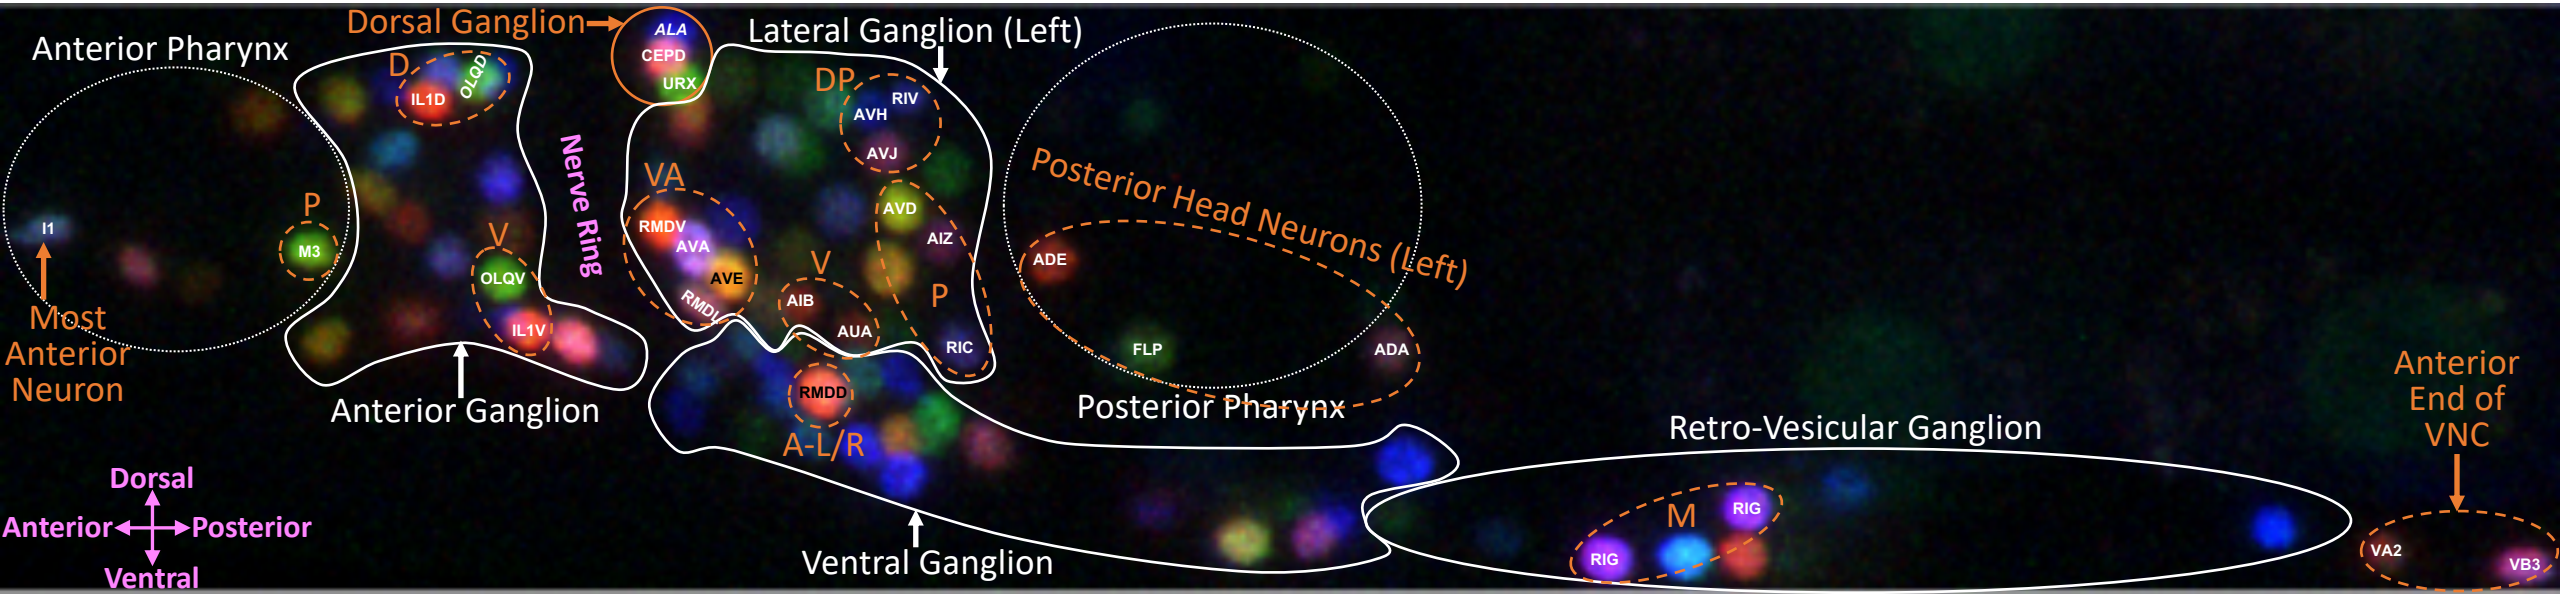 Dorsal Ganglion
Lateral Ganglion (Left)
Anterior Pharynx
ALA
CEPD
URX
D
IL1D
OLQD
DP
RIV
AVH
AVJ
Nerve Ring
VA
RMDV
AVA
AVE
RMDL
AVD
AIZ
P
RIC
V
AIB
AUA
P
M3
I1
Most
Anterior
Neuron
V
OLQV
IL1V
Anterior Ganglion
Posterior Head Neurons (Left)
ADE
FLP
ADA
Posterior Pharynx
RMDD
A-L/R
Ventral Ganglion
Retro-Vesicular Ganglion
M
RIG
RIG
Anterior
End of
VNC
VA2
VB3
Dorsal
Anterior
Posterior
Ventral